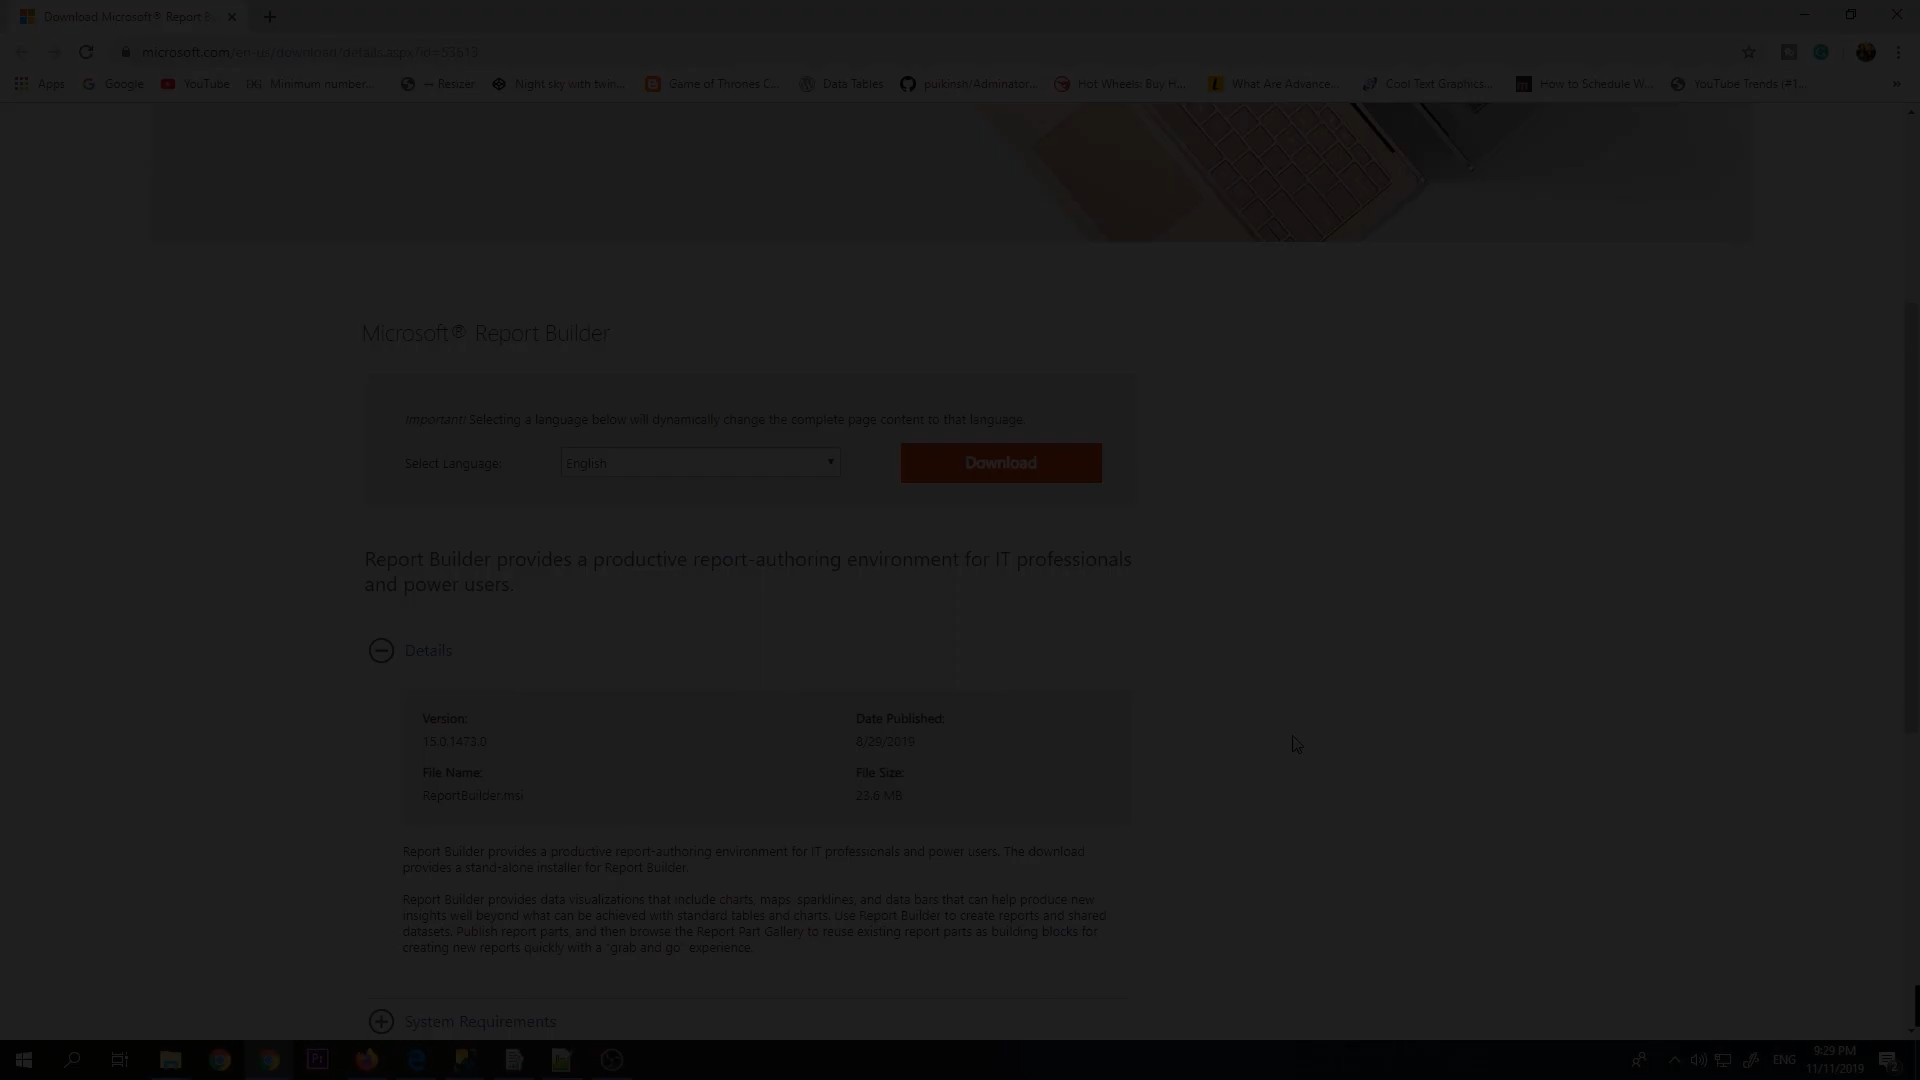 Download Microsoft® Report Bu
microsoft.com/en-us/download/details.aspx?id=53613
Apps
Google
YouTube
Minimum number...
— Resizer
Night sky with twin...
Game of Thrones C...
Data Tables
puikinsh/Adminator...
Hot Wheels: Buy H...
What Are Advance...
Cool Text Graphics...
How to Schedule W...
YouTube Trends (#1...
»
Microsoft® Report Builder
Important! Selecting a language below will dynamically change the complete page content to that language.
Select Language:
English
Download
Report Builder provides a productive report-authoring environment for IT professionals
and power users.
Details
Version:
15.0.1473.0
Date Published:
8/29/2019
File Name:
ReportBuilder.msi
File Size:
23.6 MB
Report Builder provides a productive report-authoring environment for IT professionals and power users. The download
provides a stand-alone installer for Report Builder.
Report Builder provides data visualizations that include charts, maps, sparklines, and data bars that can help produce new
insights well beyond what can be achieved with standard tables and charts. Use Report Builder to create reports and shared
datasets. Publish report parts, and then browse the Report Part Gallery to reuse existing report parts as building blocks for
creating new reports quickly with a "grab and go" experience.
System Requirements
Pr
ENG
9:29 PM
11/11/2019
2